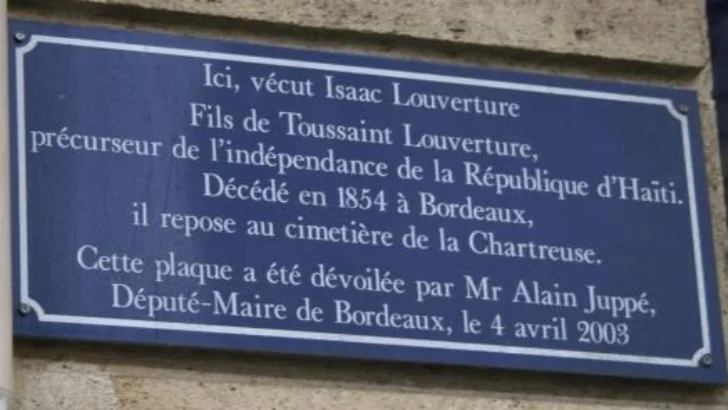 Ici, vécut Isaac Louverture
Fils de Toussaint Louverture,
précurseur de l'indépendance de la République d'Haïti.
Décédé en 1854 à Bordeaux,
il repose au cimetière de la Chartreuse.
Cette plaque a été dévoilée par Mr Alain Juppé,
Député-Maire de Bordeaux, le 4 avril 2003